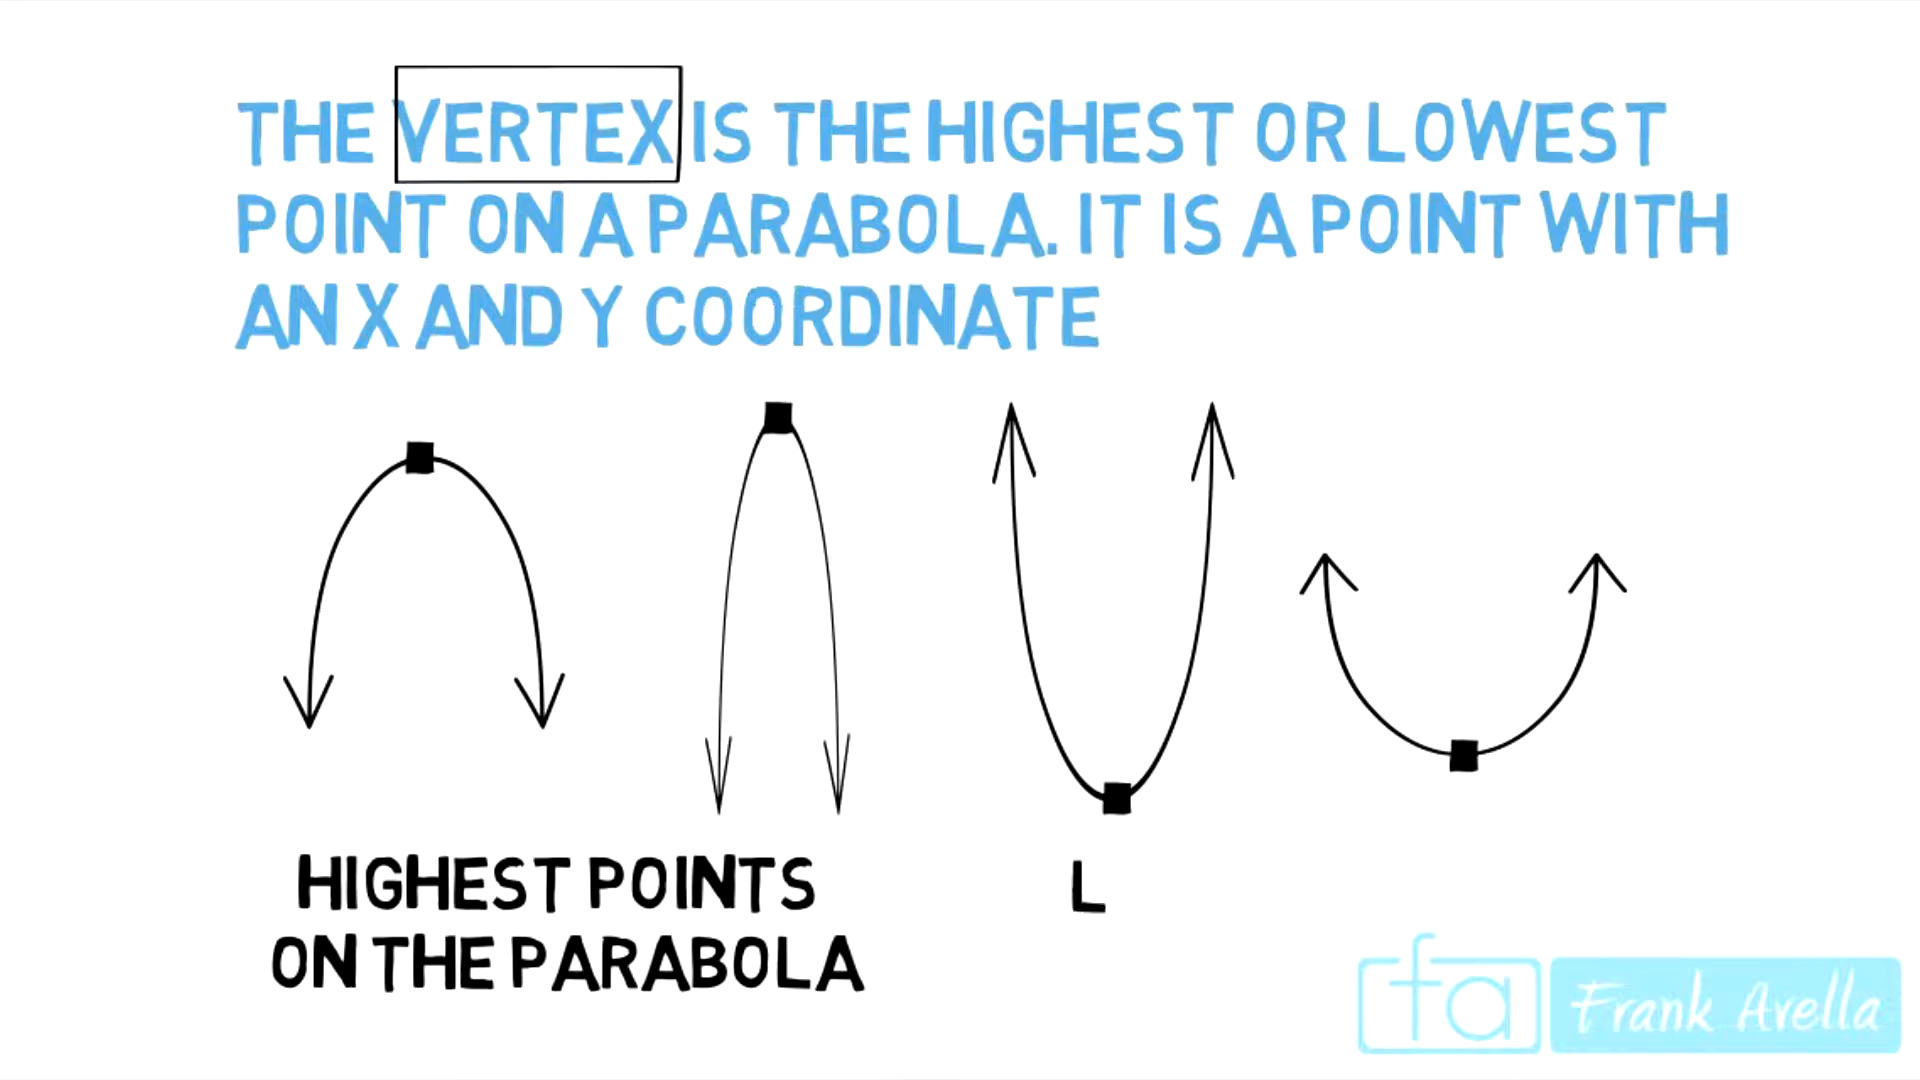 THE VERTEX IS THE HIGHEST OR LOWEST
POINT ON A PARABOLA. IT IS A POINT WITH
AN X AND Y COORDINATE
HIGHEST POINTS
ON THE PARABOLA
L
fa Frank Avella